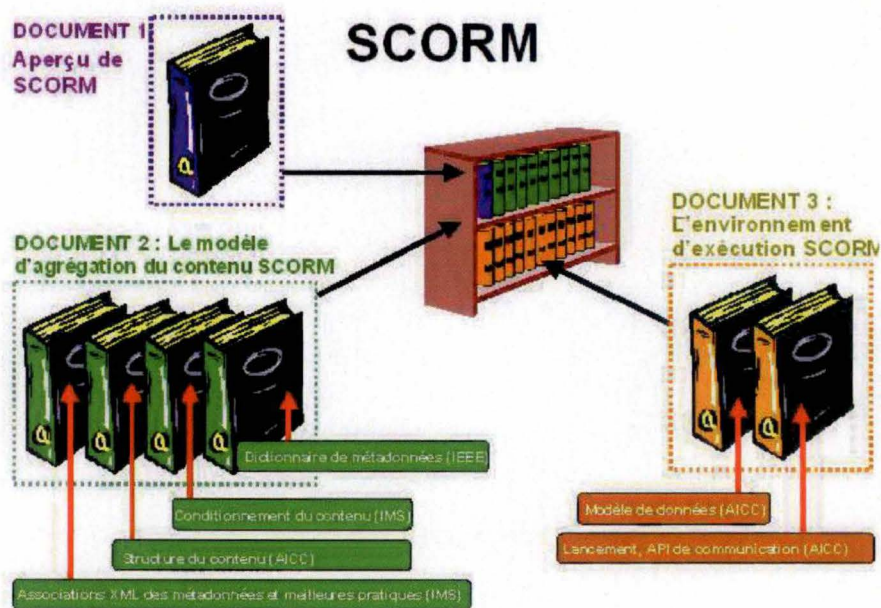 SCORM
DOCUMENT 1
Aperçu de
SCORM
DOCUMENT 2 : Le modèle
d'agrégation du contenu SCORM
DOCUMENT 3 :
L'environnement
d'exécution SCORM
Dictionnaire de métadonnées (IEEE)
Conditionnement du contenu (IMS)
Structure du contenu (AICC)
Associations XML des métadonnées et meilleures pratiques (IMS)
Modèle de données (AICC)
Lancement, API de communication (AICC)